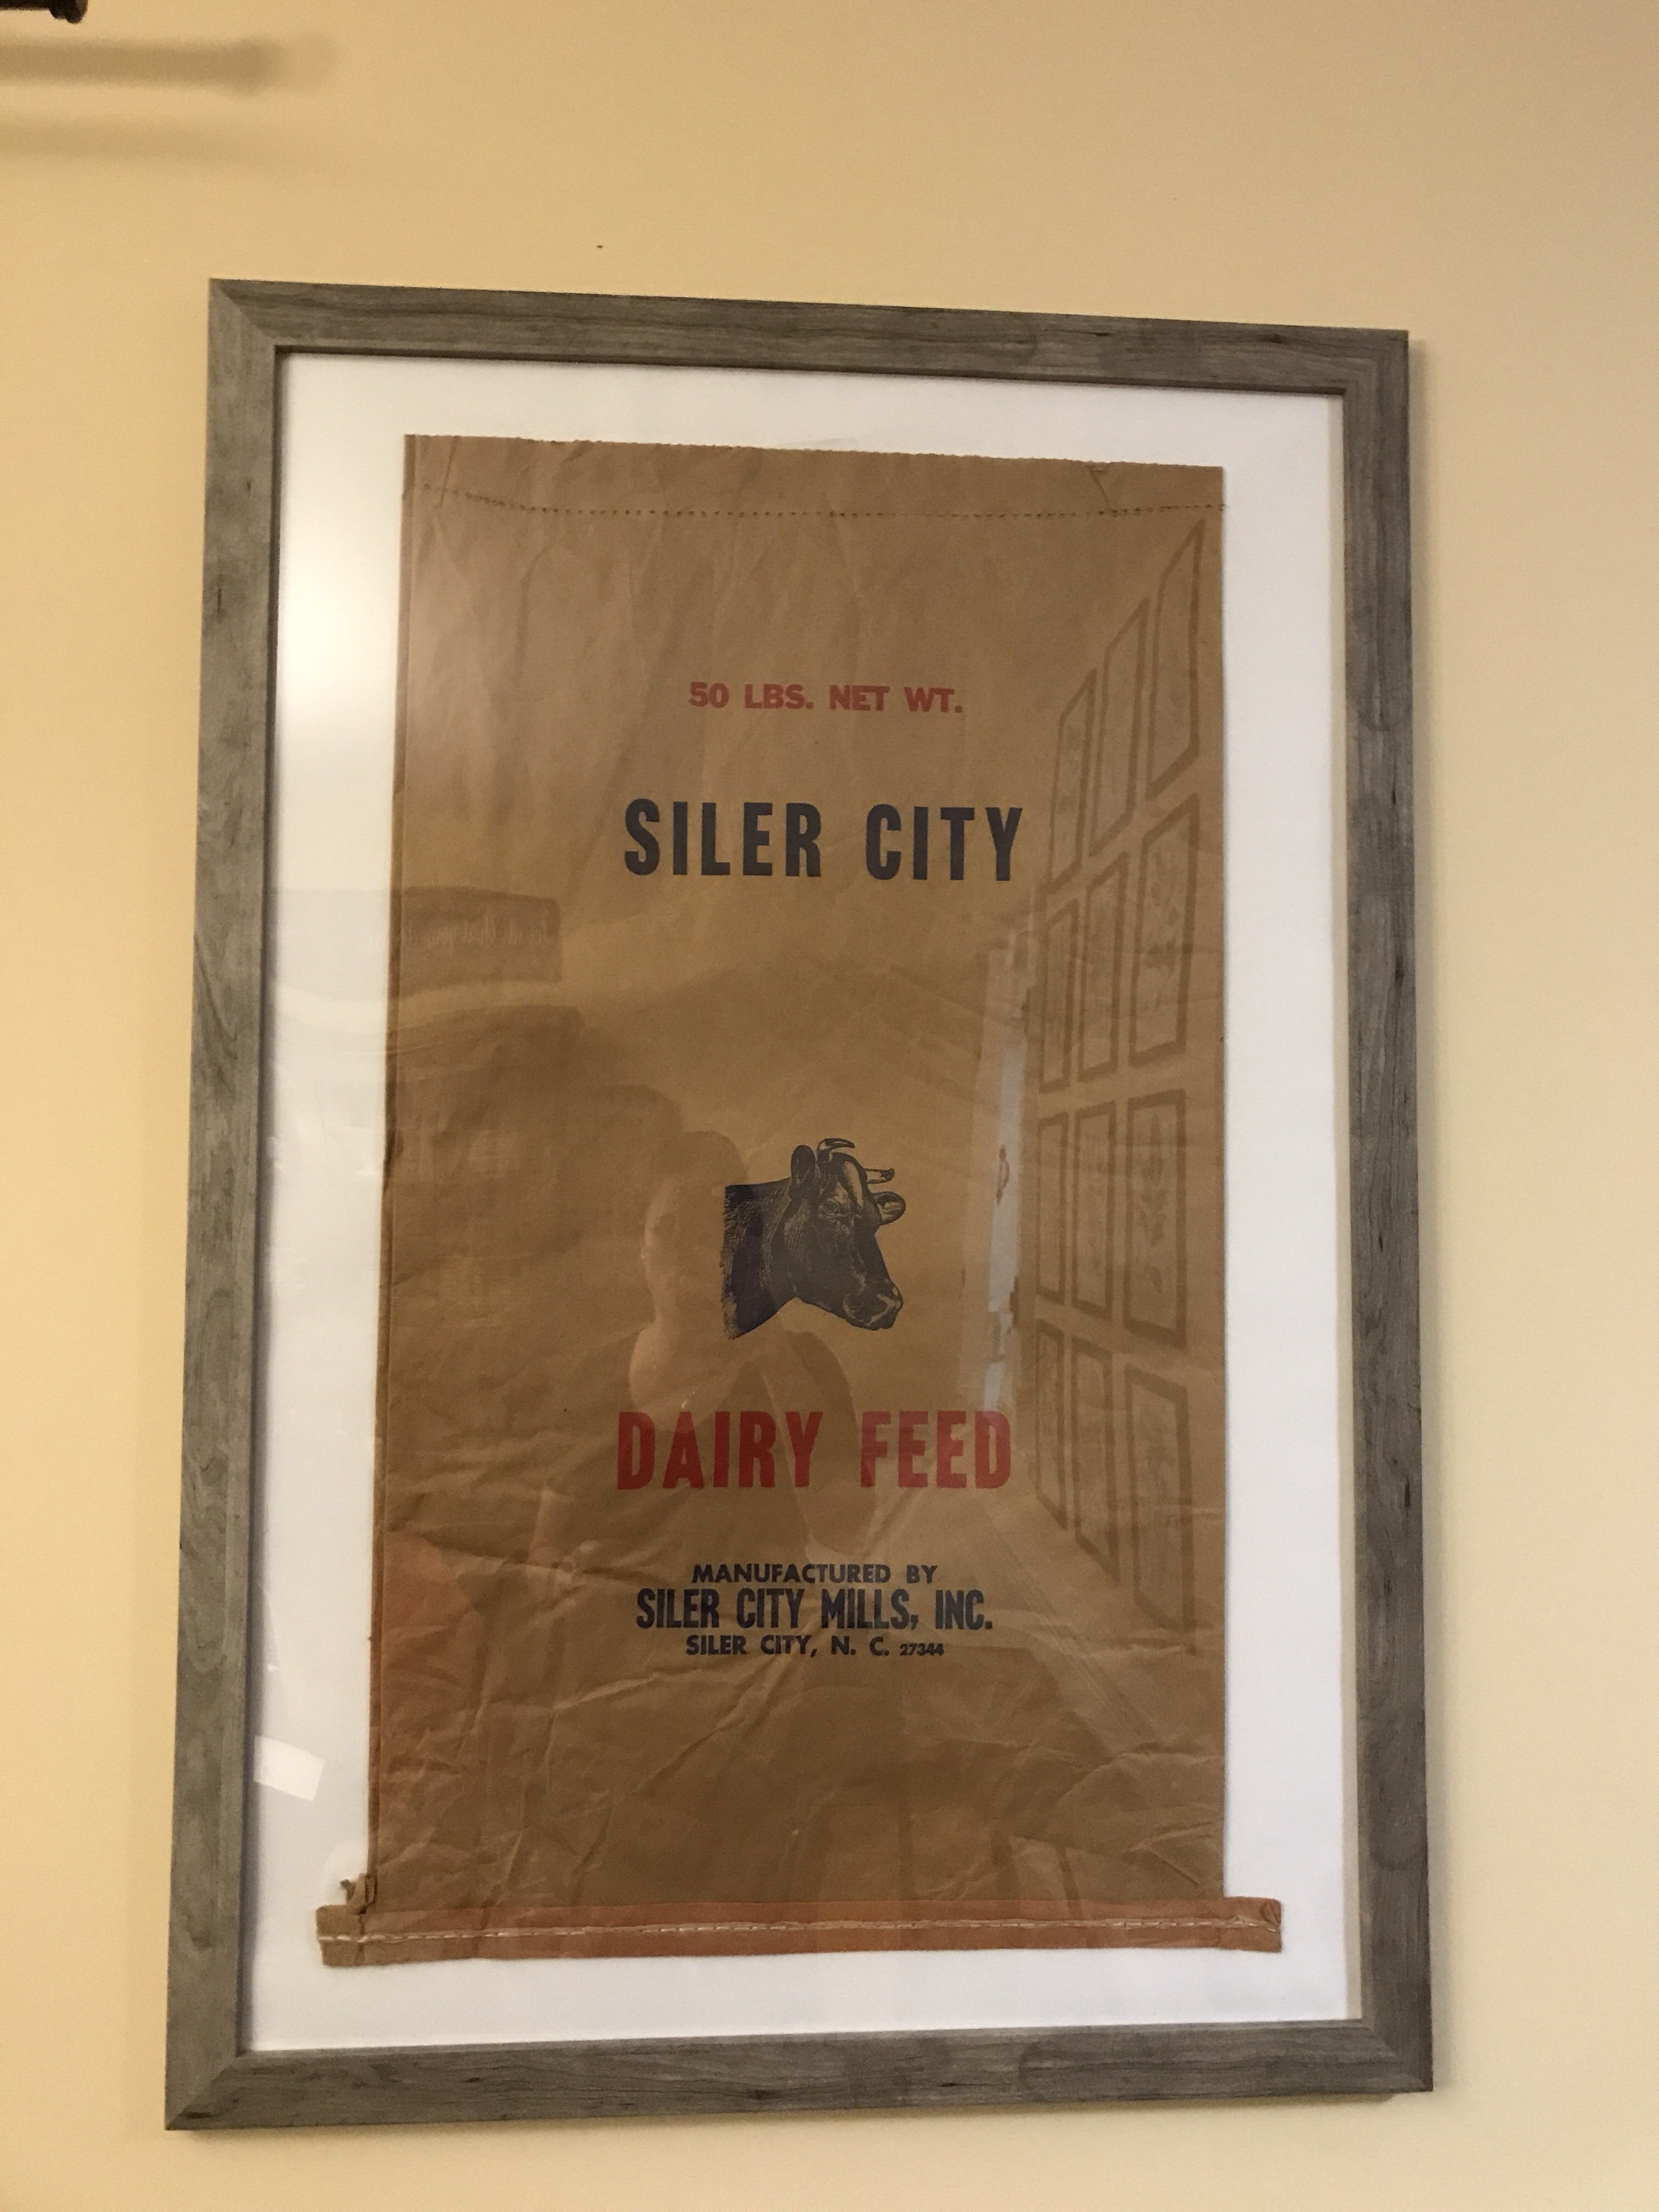 50 LBS. NET WT.
SILER CITY
DAIRY FEED
MANUFACTURED BY
SILER CITY MILLS, INC.
SILER CITY, N. C. 27344